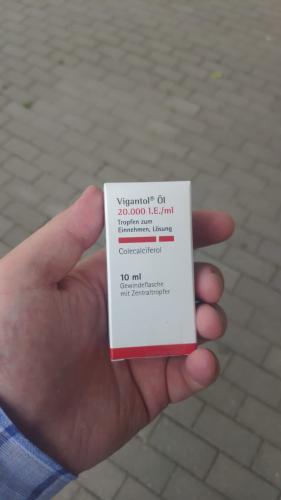 Vigantol® Öl
20.000 I.E./ml
Tropfen zum
Einnehmen, Lösung
Colecalciferol
10 ml
Gewindeflasche
mit Zentraltropfer